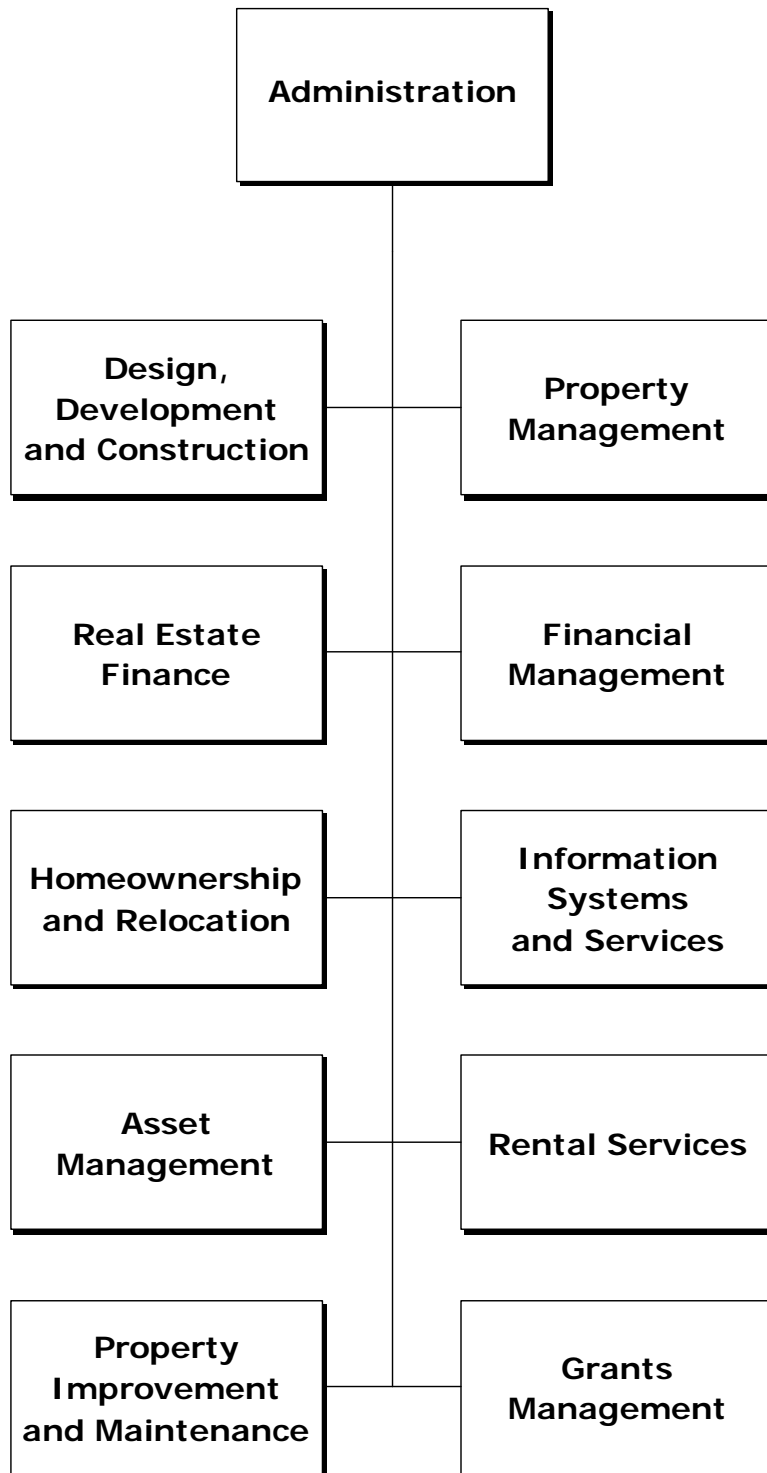 Administration
Design,
Development
and Construction
Property
Management
Real Estate
Finance
Financial
Management
Homeownership
and Relocation
Information
Systems
and Services
Asset
Management
Rental Services
Property
Improvement
and Maintenance
Grants
Management